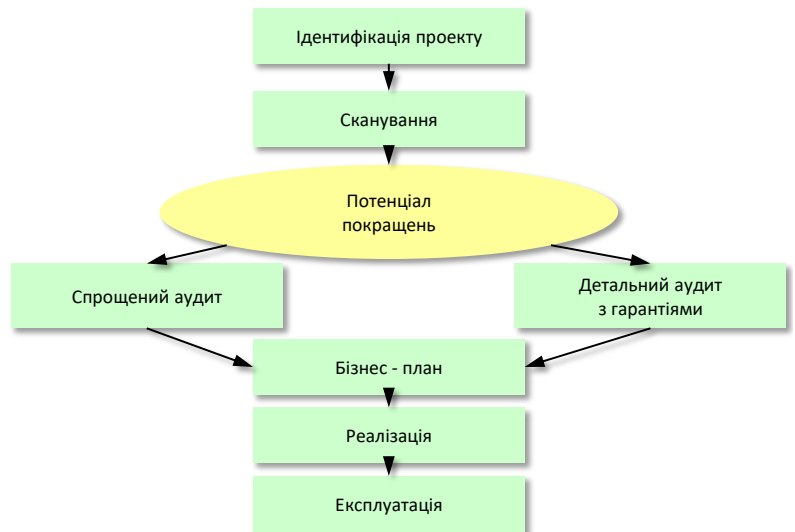 Ідентифікація проекту
Сканування
Потенціал
покращень
Спрощений аудит
Детальний аудит
з гарантіями
Бізнес - план
Реалізація
Експлуатація